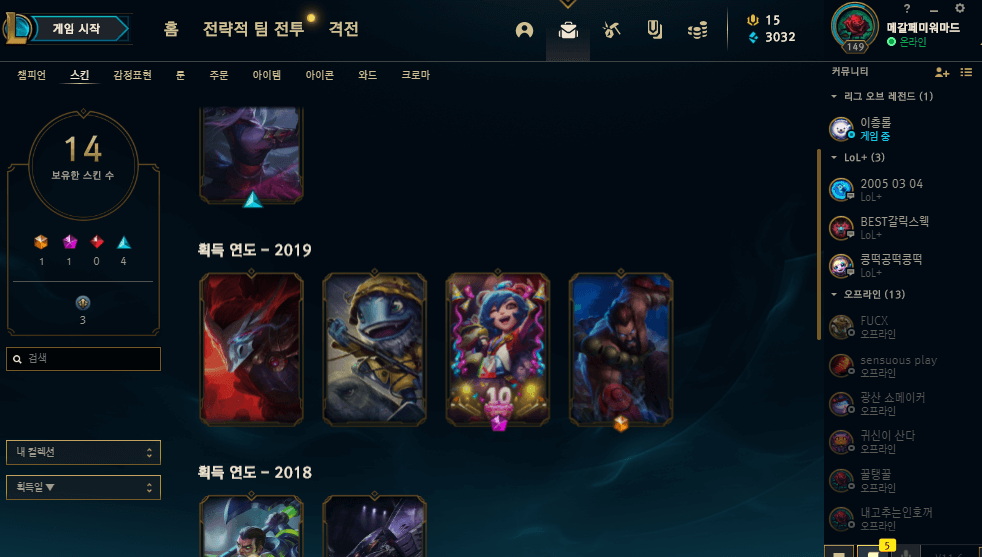 게임 시작
홈
전략적 팀 전투
격전
15
3032
?
149
메갈페미워마드
온라인
챔피언
스킨
감정표현
룬
주문
아이템
아이콘
와드
크로마
14
보유한 스킨 수
1
1
0
4
3
검색
내 컬렉션
획득일 ▼
획득 연도 – 2019
10
획득 연도 – 2018
커뮤니티
리그 오브 레전드 (1)
이층롤
게임 중
LoL+ (3)
2005 03 04
LoL+
BEST갈릭스웩
LoL+
콩떡공떡콩떡
LoL+
오프라인 (13)
FUCX
오프라인
sensuous play
오프라인
광산 쇼메이커
오프라인
귀신이 산다
오프라인
꿀탱꿀
오프라인
내고추는인호꺼
오프라인
5